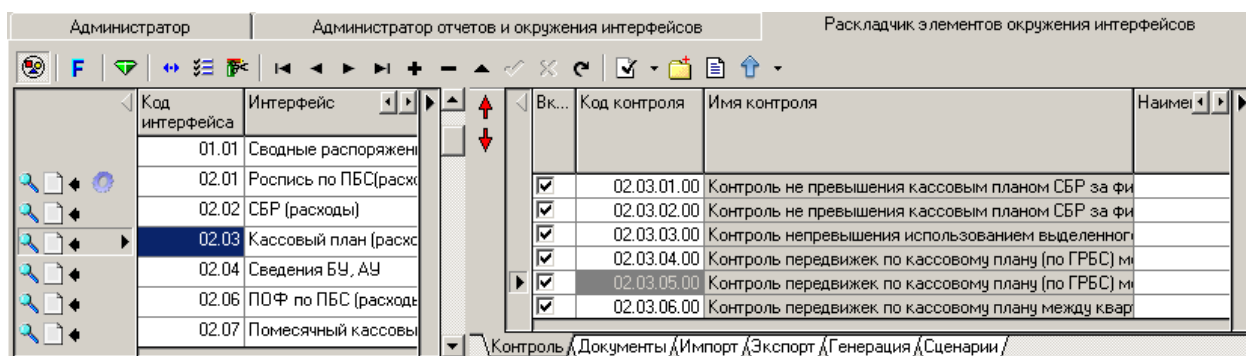 Администратор
Администратор отчетов и окружения интерфейсов
Раскладчик элементов окружения интерфейсов
F
Код интерфейса
Интерфейс
01.01 Сводные распоряжен
02.01 Роспись по ПБС(расхо
02.02 СБР (расходы)
02.03 Кассовый план (расхо
02.04 Сведения БУ, АУ
02.06 ПОФ по ПБС (расходь
02.07 Помесячный кассовы
Вк... Код контроля Имя контроля Наимен
02.03.01.00 Контроль не превышения кассовым планом СБР за фи
02.03.02.00 Контроль не превышения кассовым планом СБР за фи
02.03.03.00 Контроль непревышения использованием выделенног
02.03.04.00 Контроль передвижек по кассовому плану (по ГРБС) м
02.03.05.00 Контроль передвижек по кассовому плану (по ГРБС) м
02.03.06.00 Контроль передвижек по кассовому плану между квар
Контроль Документы Импорт Экспорт Генерация Сценарии